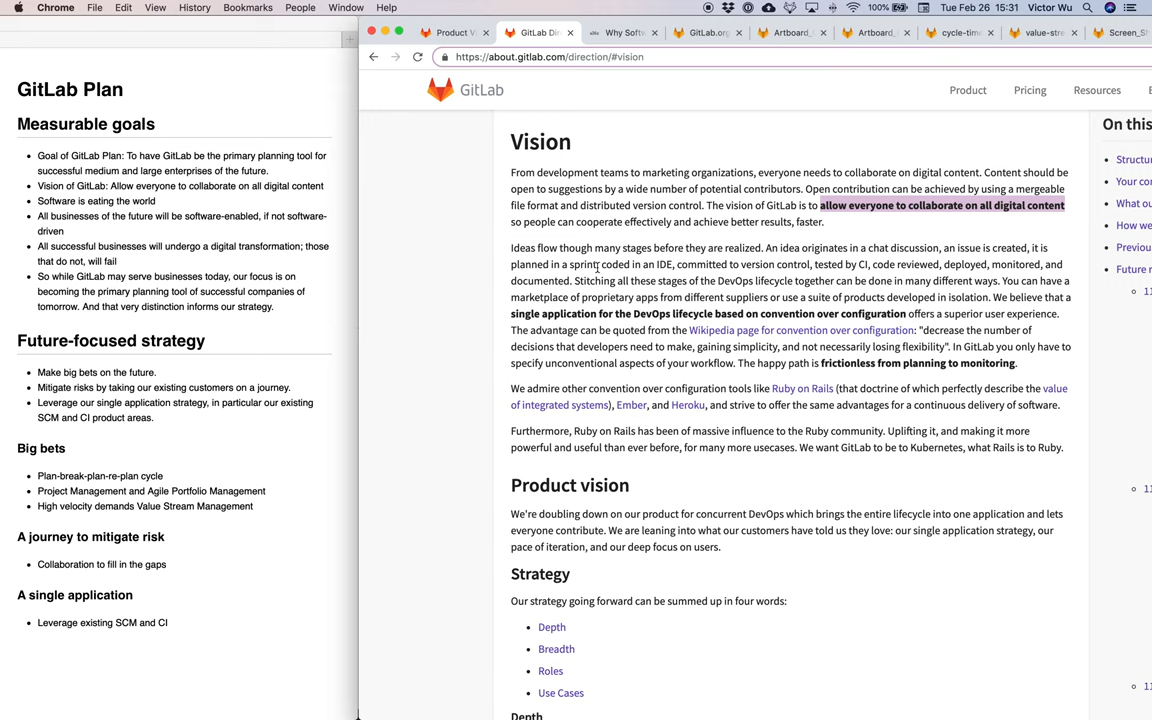 Chrome File Edit View History Bookmarks People Window Help 100% Tue Feb 26 15:31 Victor Wu
Product V GitLab Dir Why Softw GitLab.org Artboard_ Artboard_ cycle-time value-stre Screen_Sh
https://about.gitlab.com/direction/#vision
GitLab Product Pricing Resources
GitLab Plan
Measurable goals
Goal of GitLab Plan: To have GitLab be the primary planning tool for
successful medium and large enterprises of the future.
Vision of GitLab: Allow everyone to collaborate on all digital content
Software is eating the world
All businesses of the future will be software-enabled, if not software-
driven
All successful businesses will undergo a digital transformation; those
that do not, will fail
So while GitLab may serve businesses today, our focus is on
becoming the primary planning tool of successful companies of
tomorrow. And that very distinction informs our strategy.
Future-focused strategy
Make big bets on the future.
Mitigate risks by taking our existing customers on a journey.
Leverage our single application strategy, in particular our existing
SCM and CI product areas.
Big bets
Plan-break-plan-re-plan cycle
Project Management and Agile Portfolio Management
High velocity demands Value Stream Management
A journey to mitigate risk
Collaboration to fill in the gaps
A single application
Leverage existing SCM and CI
Vision
From development teams to marketing organizations, everyone needs to collaborate on digital content. Content should be
open to suggestions by a wide number of potential contributors. Open contribution can be achieved by using a mergeable
file format and distributed version control. The vision of GitLab is to allow everyone to collaborate on all digital content
so people can cooperate effectively and achieve better results, faster.
Ideas flow though many stages before they are realized. An idea originates in a chat discussion, an issue is created, it is
planned in a sprint, coded in an IDE, committed to version control, tested by CI, code reviewed, deployed, monitored, and
documented. Stitching all these stages of the DevOps lifecycle together can be done in many different ways. You can have a
marketplace of proprietary apps from different suppliers or use a suite of products developed in isolation. We believe that a
single application for the DevOps lifecycle based on convention over configuration offers a superior user experience.
The advantage can be quoted from the Wikipedia page for convention over configuration: "decrease the number of
decisions that developers need to make, gaining simplicity, and not necessarily losing flexibility". In GitLab you only have to
specify unconventional aspects of your workflow. The happy path is frictionless from planning to monitoring.
We admire other convention over configuration tools like Ruby on Rails (that doctrine of which perfectly describe the value
of integrated systems), Ember, and Heroku, and strive to offer the same advantages for a continuous delivery of software.
Furthermore, Ruby on Rails has been of massive influence to the Ruby community. Uplifting it, and making it more
powerful and useful than ever before, for many more usecases. We want GitLab to be to Kubernetes, what Rails is to Ruby.
Product vision
We're doubling down on our product for concurrent DevOps which brings the entire lifecycle into one application and lets
everyone contribute. We are leaning into what our customers have told us they love: our single application strategy, our
pace of iteration, and our deep focus on users.
Strategy
Our strategy going forward can be summed up in four words:
Depth
Breadth
Roles
Use Cases
Depth
On this
Structu
Your co
What ou
How we
Previou
Future r
11
11
11